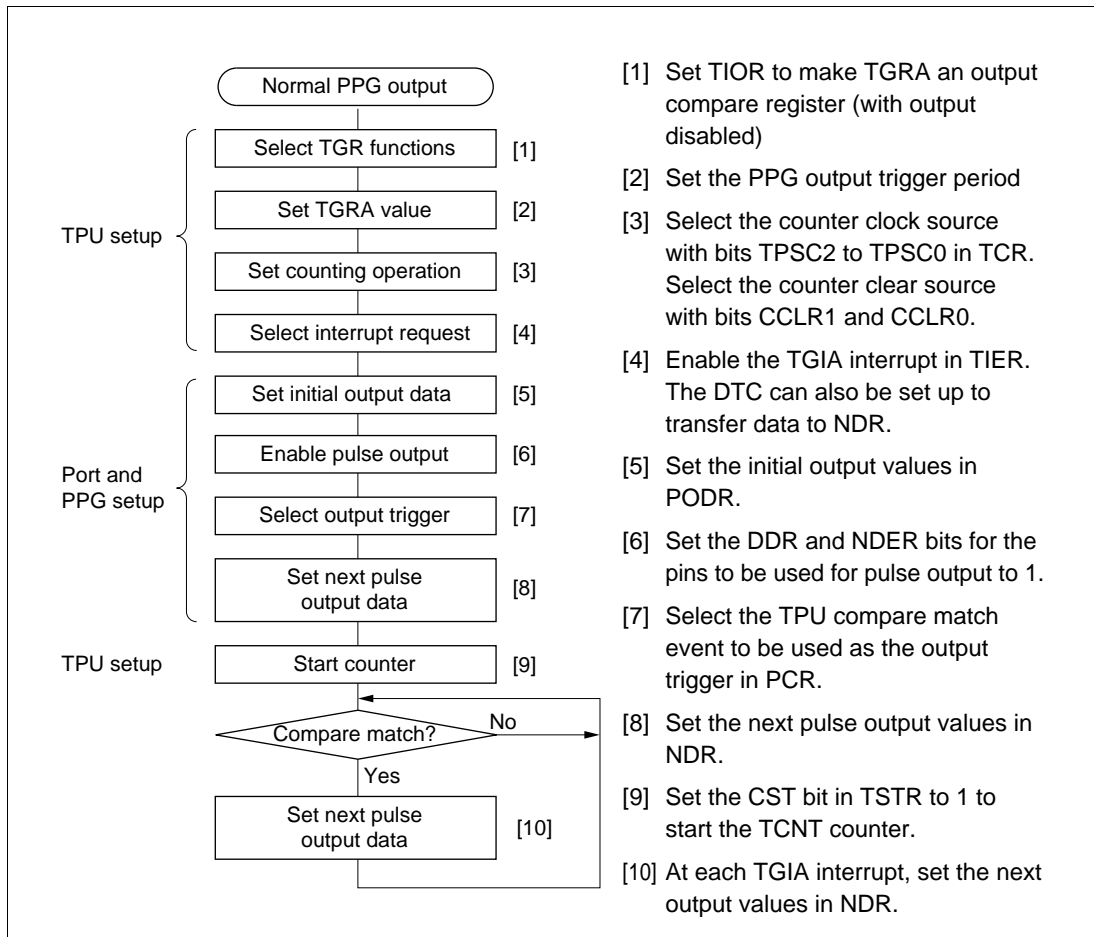 Normal PPG output
Select TGR functions [1]
Set TGRA value [2]
TPU setup
Set counting operation [3]
Select interrupt request [4]
Set initial output data [5]
Enable pulse output [6]
Port and
PPG setup
Select output trigger [7]
Set next pulse
output data
[8]
TPU setup
Start counter [9]
Compare match?
No
Yes
Set next pulse
output data
[10]
[1] Set TIOR to make TGRA an output
compare register (with output
disabled)
[2] Set the PPG output trigger period
[3] Select the counter clock source
with bits TPSC2 to TPSC0 in TCR.
Select the counter clear source
with bits CCLR1 and CCLR0.
[4] Enable the TGIA interrupt in TIER.
The DTC can also be set up to
transfer data to NDR.
[5] Set the initial output values in
PODR.
[6] Set the DDR and NDER bits for the
pins to be used for pulse output to 1.
[7] Select the TPU compare match
event to be used as the output
trigger in PCR.
[8] Set the next pulse output values in
NDR.
[9] Set the CST bit in TSTR to 1 to
start the TCNT counter.
[10] At each TGIA interrupt, set the next
output values in NDR.